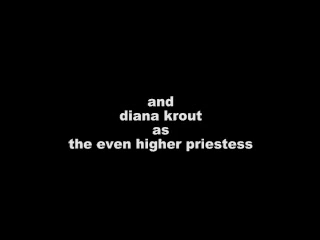 and
diana krout
as
the even higher priestess